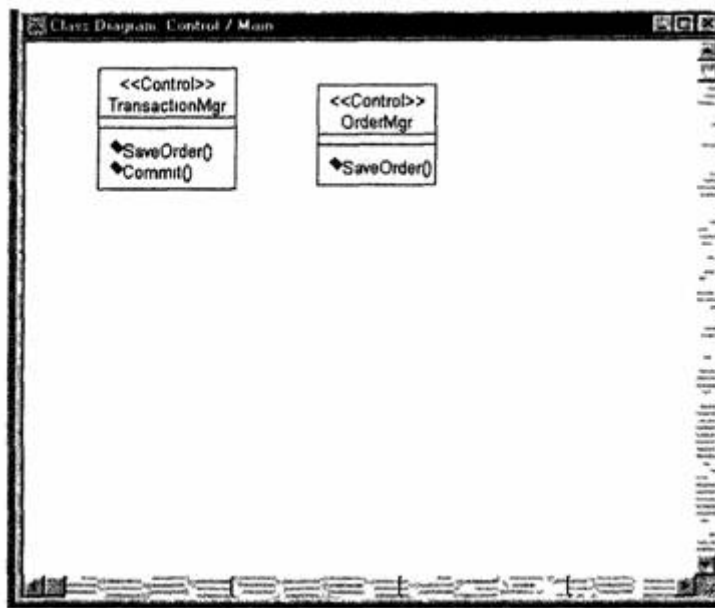 Class Diagram: Control / Main
<<Control>>
TransactionMgr
SaveOrder()
Commit()
<<Control>>
OrderMgr
SaveOrder()